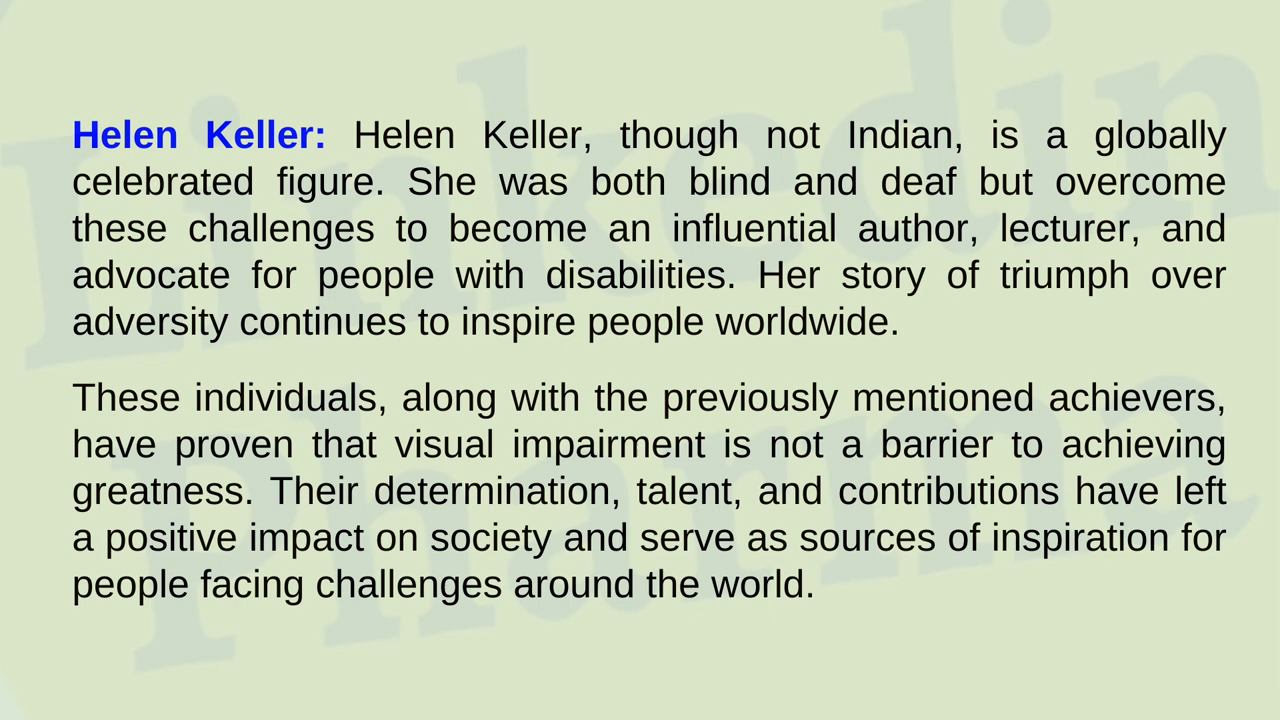 Helen Keller: Helen Keller, though not Indian, is a globally
celebrated figure. She was both blind and deaf but overcome
these challenges to become an influential author, lecturer, and
advocate for people with disabilities. Her story of triumph over
adversity continues to inspire people worldwide.
These individuals, along with the previously mentioned achievers,
have proven that visual impairment is not a barrier to achieving
greatness. Their determination, talent, and contributions have left
a positive impact on society and serve as sources of inspiration for
people facing challenges around the world.
Linkedin
Pharma